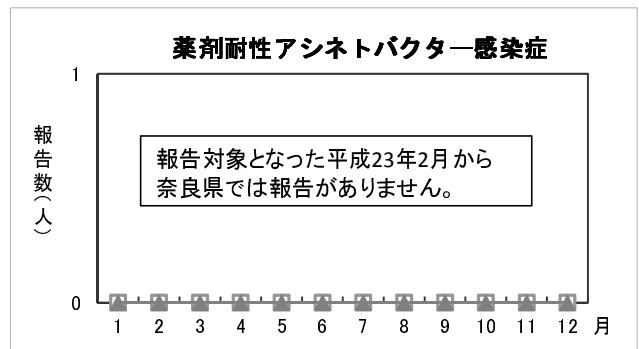 薬剤耐性アシネトバクター感染症
1
報告数(人)
報告対象となった平成23年2月から
奈良県では報告がありません。
0
1 2 3 4 5 6 7 8 9 10 11 12 月